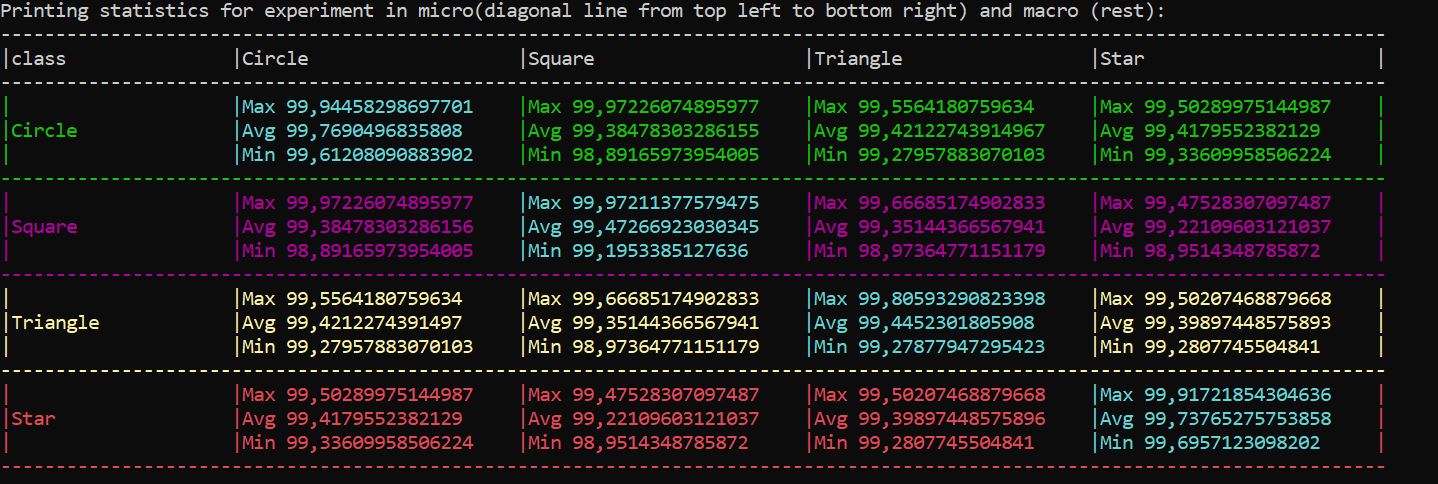 Printing statistics for experiment in micro(diagonal line from top left to bottom right) and macro (rest):
------------------------------------------------------------------------------------------------------------------------------
|class |Circle |Square |Triangle |Star |
------------------------------------------------------------------------------------------------------------------------------
| |Max 99,94458298697701 |Max 99,97226074895977 |Max 99,5564180759634 |Max 99,50289975144987 |
|Circle |Avg 99,7690496835808 |Avg 99,38478303286155 |Avg 99,42122743914967 |Avg 99,4179552382129 |
| |Min 99,61208090883902 |Min 98,89165973954005 |Min 99,27957883070103 |Min 99,33609958506224 |
------------------------------------------------------------------------------------------------------------------------------
| |Max 99,97226074895977 |Max 99,97211377579475 |Max 99,66685174902833 |Max 99,47528307097487 |
|Square |Avg 99,38478303286156 |Avg 99,47266923030345 |Avg 99,35144366567941 |Avg 99,22109603121037 |
| |Min 98,89165973954005 |Min 99,1953385127636 |Min 98,97364771151179 |Min 98,9514348785872 |
------------------------------------------------------------------------------------------------------------------------------
| |Max 99,5564180759634 |Max 99,66685174902833 |Max 99,80593290823398 |Max 99,50207468879668 |
|Triangle |Avg 99,4212274391497 |Avg 99,35144366567941 |Avg 99,4452301805908 |Avg 99,39897448575893 |
| |Min 99,27957883070103 |Min 98,97364771151179 |Min 99,27877947295423 |Min 99,2807745504841 |
------------------------------------------------------------------------------------------------------------------------------
| |Max 99,50289975144987 |Max 99,47528307097487 |Max 99,50207468879668 |Max 99,91721854304636 |
|Star |Avg 99,4179552382129 |Avg 99,22109603121037 |Avg 99,39897448575896 |Avg 99,73765275753858 |
| |Min 99,33609958506224 |Min 98,9514348785872 |Min 99,2807745504841 |Min 99,6957123098202 |
------------------------------------------------------------------------------------------------------------------------------